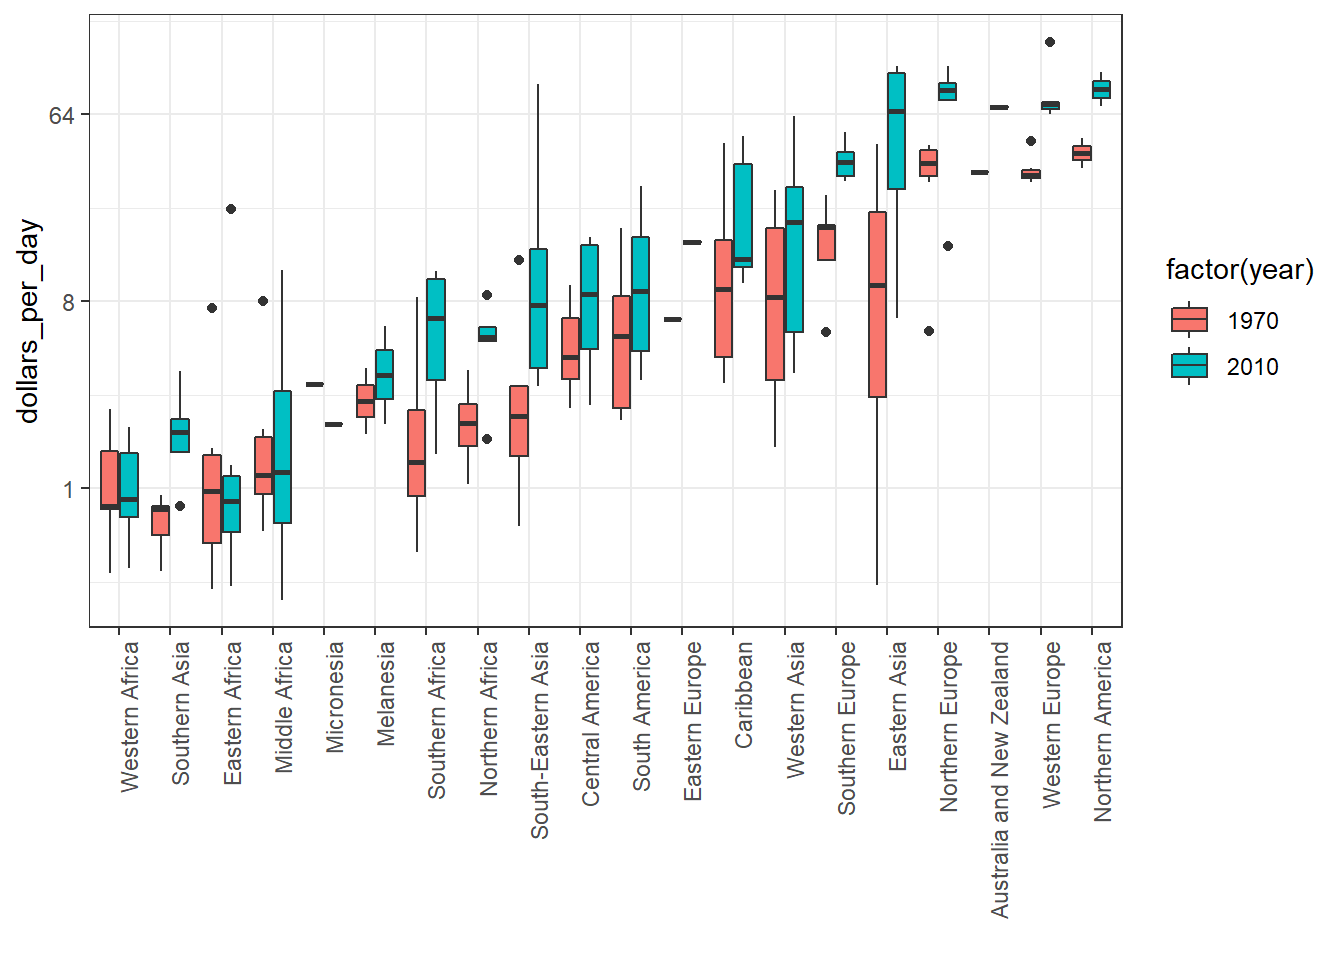 dollars_per_day
64
8
1
Western Africa
Southern Asia
Eastern Africa
Middle Africa
Micronesia
Melanesia
Southern Africa
Northern Africa
South-Eastern Asia
Central America
South America
Eastern Europe
Caribbean
Western Asia
Southern Europe
Eastern Asia
Northern Europe
Australia and New Zealand
Western Europe
Northern America
factor(year)
1970
2010